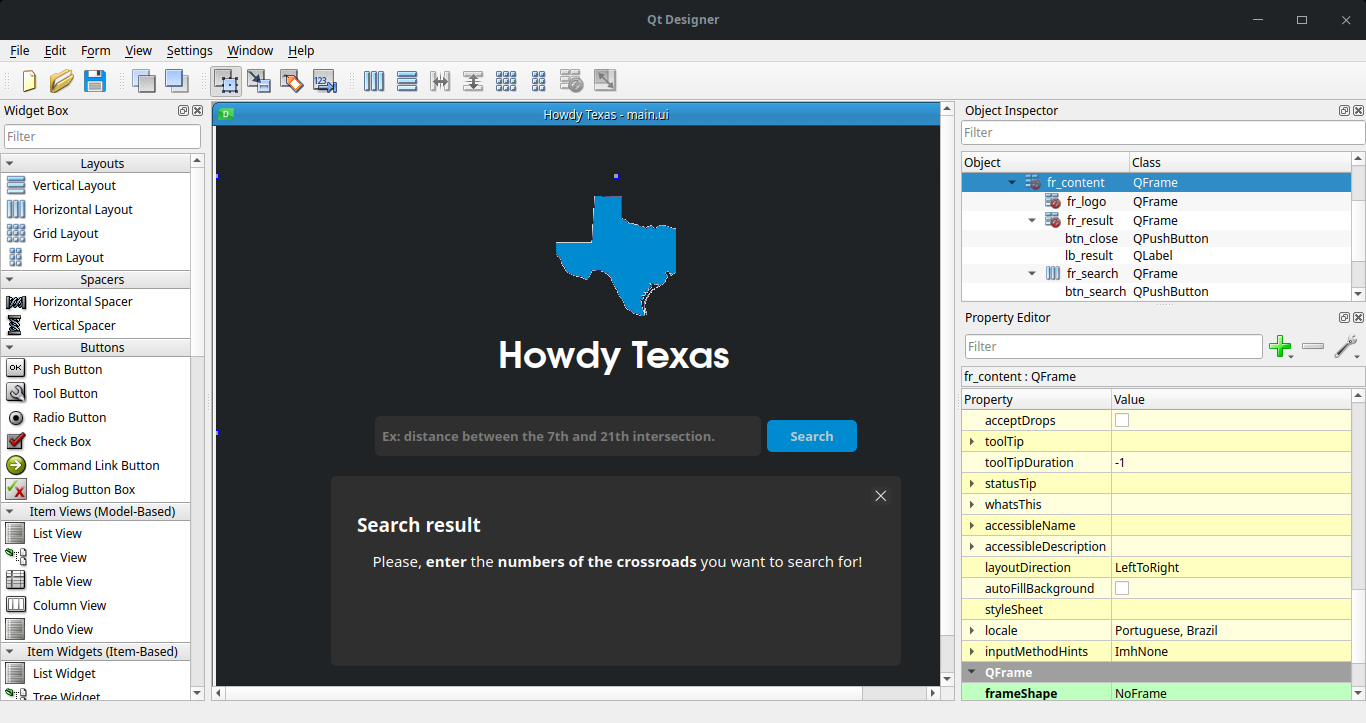 Qt Designer
File Edit Form View Settings Window Help
123
Widget Box
Filter
Layouts
Vertical Layout
Horizontal Layout
Grid Layout
Form Layout
Spacers
Horizontal Spacer
Vertical Spacer
Buttons
OK Push Button
Tool Button
Radio Button
Check Box
Command Link Button
Dialog Button Box
Item Views (Model-Based)
List View
Tree View
Table View
Column View
Undo View
Item Widgets (Item-Based)
List Widget
Tree Widget
D Howdy Texas - main.ui
Howdy Texas
Ex: distance between the 7th and 21th intersection. Search
Search result
Please, enter the numbers of the crossroads you want to search for!
Object Inspector
Filter
Object Class
fr_content QFrame
fr_logo QFrame
fr_result QFrame
btn_close QPushButton
lb_result QLabel
fr_search QFrame
btn_search QPushButton
Property Editor
Filter
fr_content : QFrame
Property Value
acceptDrops
toolTip
toolTipDuration -1
statusTip
whatsThis
accessibleName
accessibleDescription
layoutDirection LeftToRight
autoFillBackground
styleSheet
locale Portuguese, Brazil
inputMethodHints ImhNone
QFrame
frameShape NoFrame